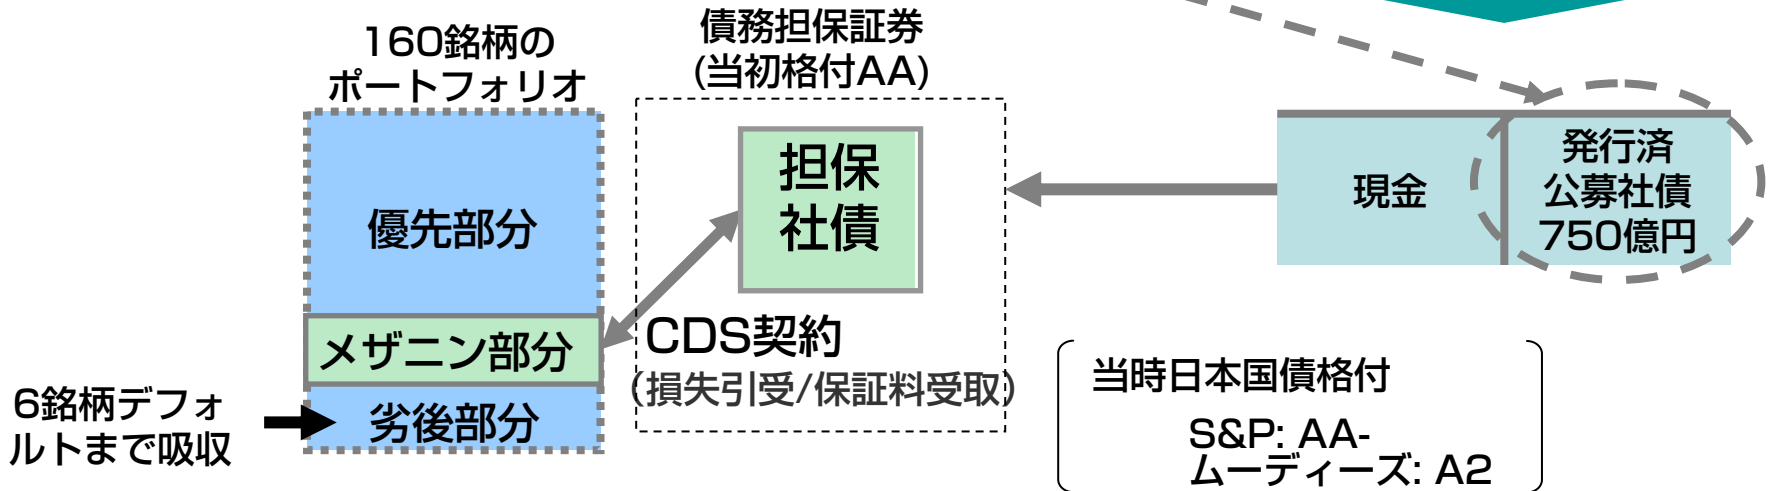 160銘柄の
ポートフォリオ
優先部分
メザニン部分
劣後部分
6銘柄デフォ
ルトまで吸収
債務担保証券
(当初格付AA)
担保
社債
CDS契約
(損失引受/保証料受取)
現金
発行済
公募社債
750億円
当時日本国債格付
S&P: AA-
ムーディーズ: A2